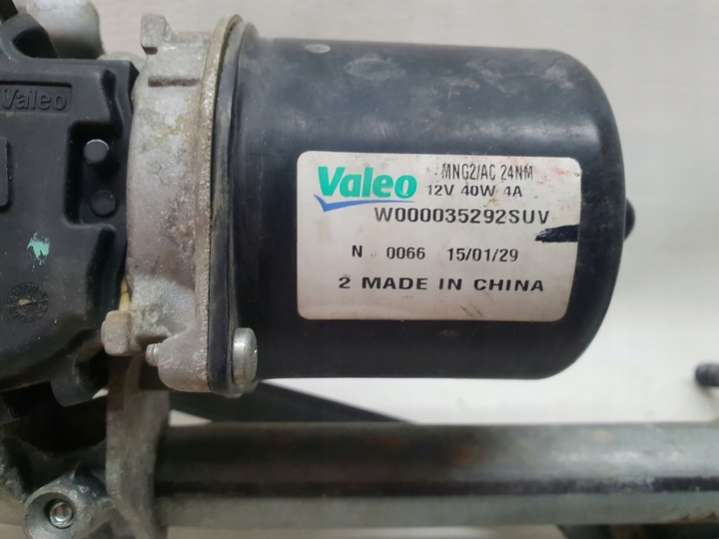 Valeo
MNG2/AC 24NM
Valeo
12V 40W 4A
W000035292SUV
N 0066 15/01/29
2 MADE IN CHINA